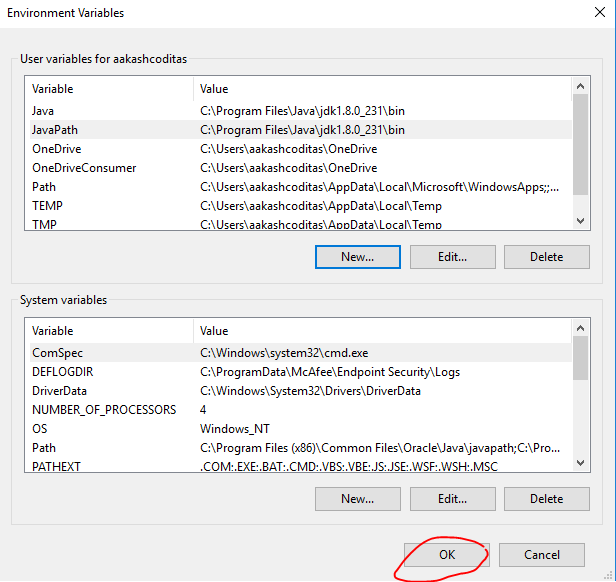 Environment Variables
User variables for aakashcoditas
Variable Value
Java C:\Program Files\Java\jdk1.8.0_231\bin
JavaPath C:\Program Files\Java\jdk1.8.0_231\bin
OneDrive C:\Users\aakashcoditas\OneDrive
OneDriveConsumer C:\Users\aakashcoditas\OneDrive
Path C:\Users\aakashcoditas\AppData\Local\Microsoft\WindowsApps;;...
TEMP C:\Users\aakashcoditas\AppData\Local\Temp
TMP C:\Users\aakashcoditas\AppData\Local\Temp
New... Edit... Delete
System variables
Variable Value
ComSpec C:\Windows\system32\cmd.exe
DEFLOGDIR C:\ProgramData\McAfee\Endpoint Security\Logs
DriverData C:\Windows\System32\Drivers\DriverData
NUMBER_OF_PROCESSORS 4
OS Windows_NT
Path C:\Program Files (x86)\Common Files\Oracle\Java\javapath;C:\Pro...
PATHEXT .COM;.EXE;.BAT;.CMD;.VBS;.VBE;.JS;.JSE;.WSF;.WSH;.MSC
New... Edit... Delete
OK Cancel